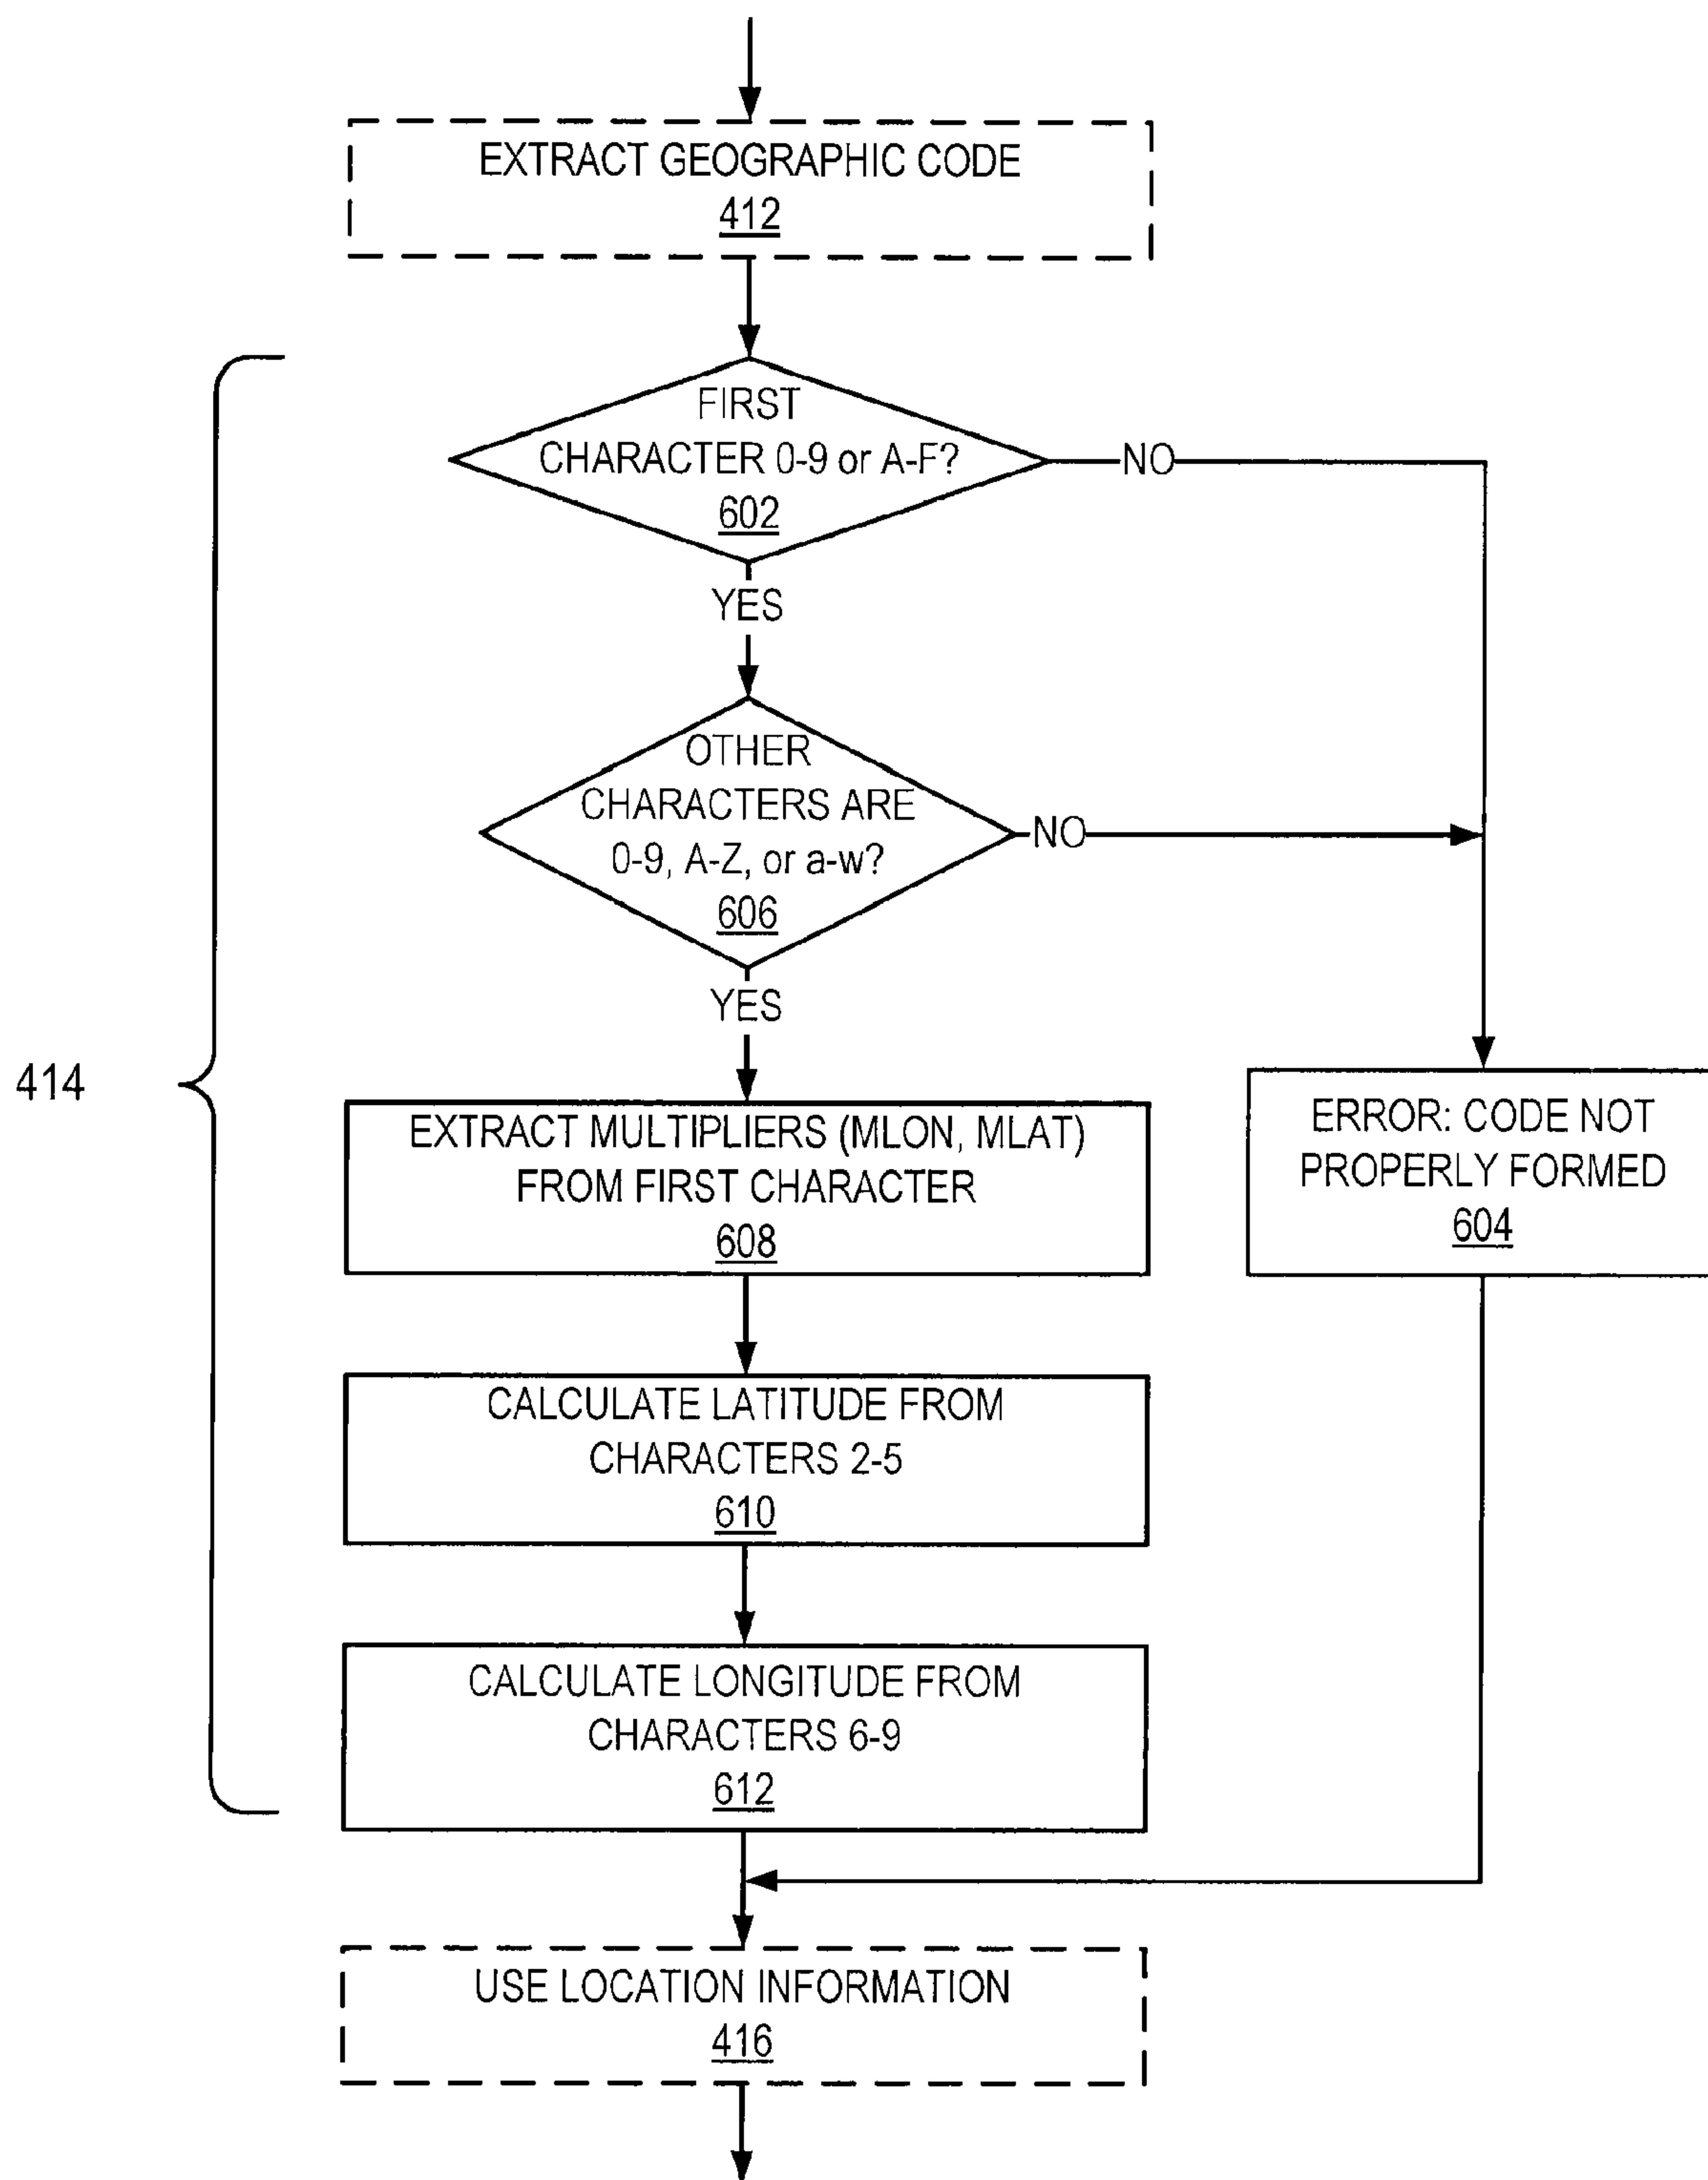 EXTRACT GEOGRAPHIC CODE
412
FIRST
CHARACTER 0-9 or A-F?
602
NO
YES
OTHER
CHARACTERS ARE
0-9, A-Z, or a-w?
606
NO
YES
414
EXTRACT MULTIPLIERS (MLON, MLAT)
FROM FIRST CHARACTER
608
ERROR: CODE NOT
PROPERLY FORMED
604
CALCULATE LATITUDE FROM
CHARACTERS 2-5
610
CALCULATE LONGITUDE FROM
CHARACTERS 6-9
612
USE LOCATION INFORMATION
416